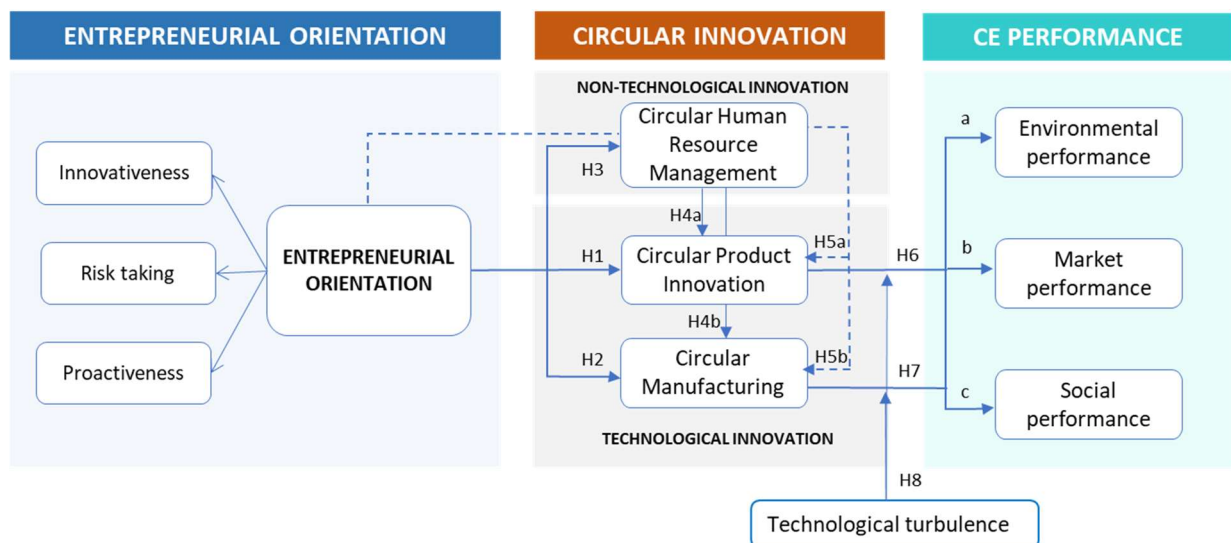 ENTREPRENEURIAL ORIENTATION
CIRCULAR INNOVATION
CE PERFORMANCE
NON-TECHNOLOGICAL INNOVATION
Circular Human
Resource
Management
Innovativeness
Risk taking
Proactiveness
ENTREPRENEURIAL
ORIENTATION
H3
H1
H2
H4a
H5a
Circular Product
Innovation
H4b
H5b
Circular
Manufacturing
TECHNOLOGICAL INNOVATION
H6
H7
H8
a
Environmental
performance
b
Market
performance
c
Social
performance
Technological turbulence